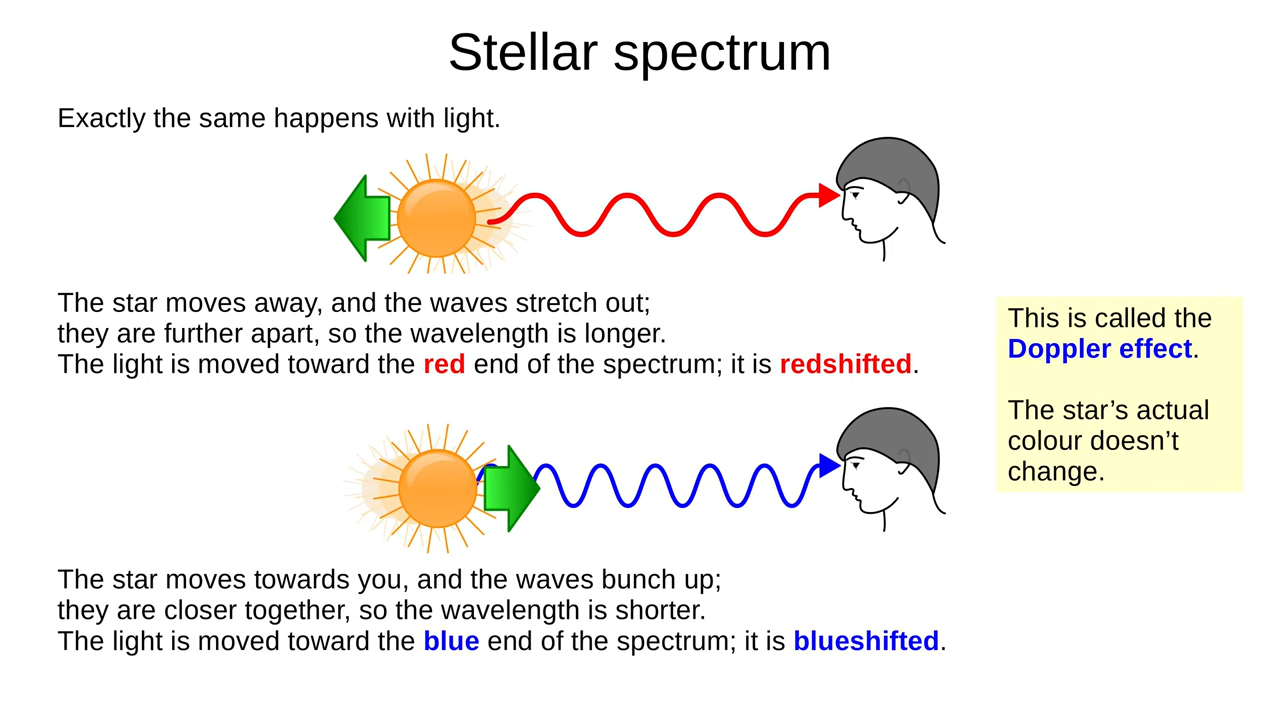 Stellar spectrum
Exactly the same happens with light.
The star moves away, and the waves stretch out;
they are further apart, so the wavelength is longer.
The light is moved toward the red end of the spectrum; it is redshifted.
This is called the
Doppler effect.
The star’s actual
colour doesn’t
change.
The star moves towards you, and the waves bunch up;
they are closer together, so the wavelength is shorter.
The light is moved toward the blue end of the spectrum; it is blueshifted.